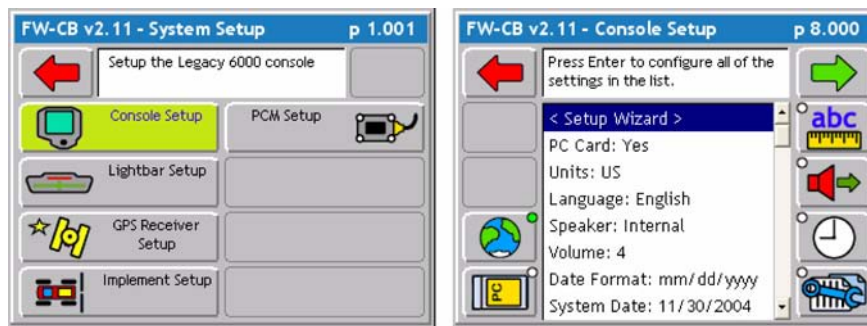 FW-CB v2.11 - System Setup p 1.001
Setup the Legacy 6000 console
Console Setup
PCM Setup
Lightbar Setup
GPS Receiver
Setup
Implement Setup
FW-CB v2.11 - Console Setup p 8.000
Press Enter to configure all of the
settings in the list.
< Setup Wizard >
PC Card: Yes
Units: US
Language: English
Speaker: Internal
Volume: 4
Date Format: mm/dd/yyyy
System Date: 11/30/2004
abc
PC